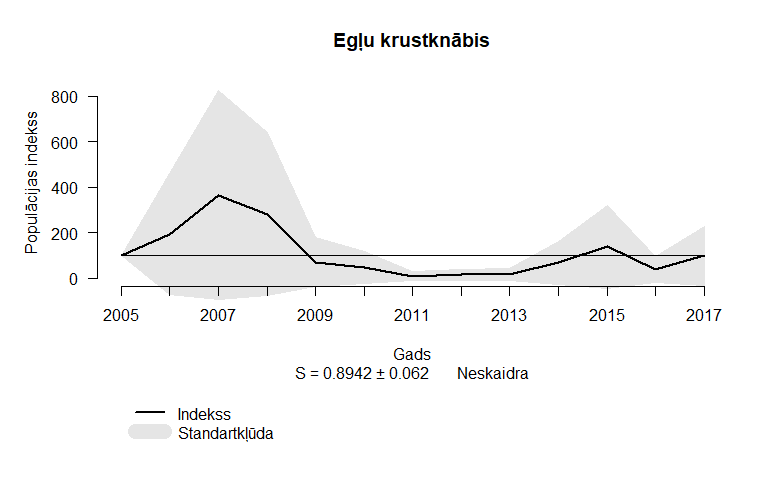 Egļu krustknābis
Populācijas indekss
800
600
400
200
0
2005 2007 2009 2011 2013 2015 2017
Gads
S = 0.8942 ± 0.062 Neskaidra
Indekss
Standartkļūda